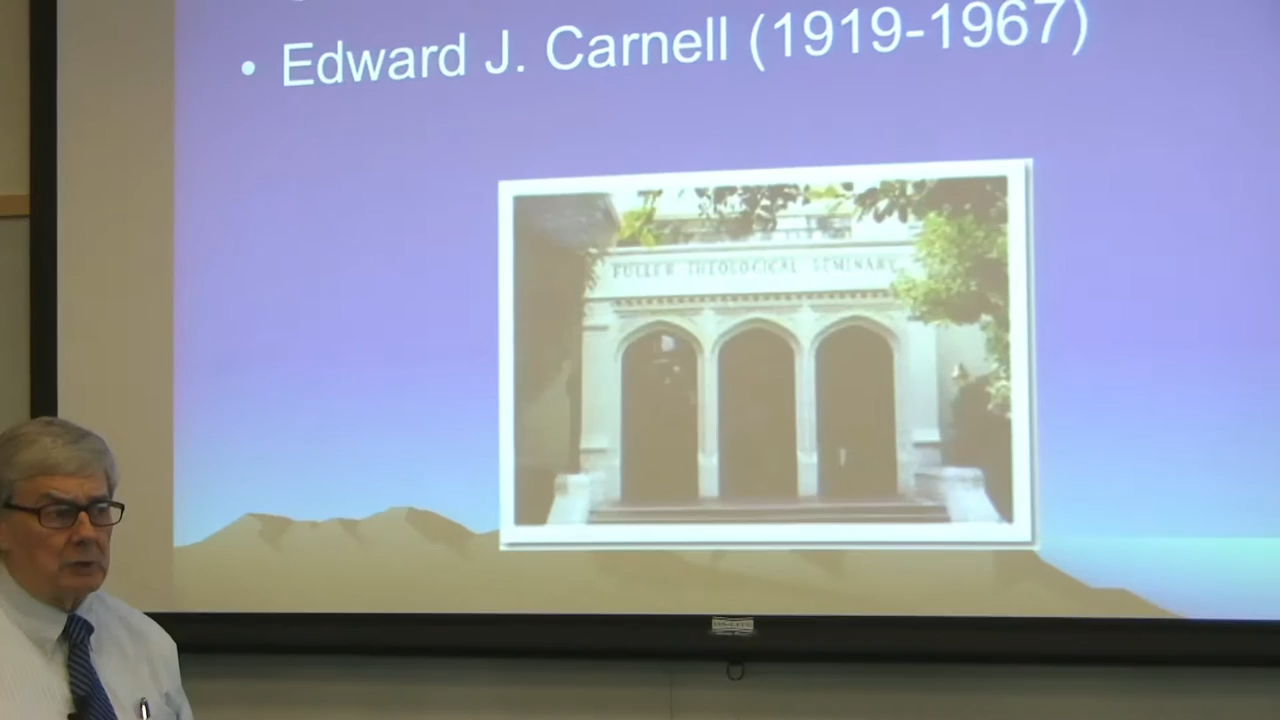 • Edward J. Carnell (1919-1967)
FULLER THEOLOGICAL SEMINARY